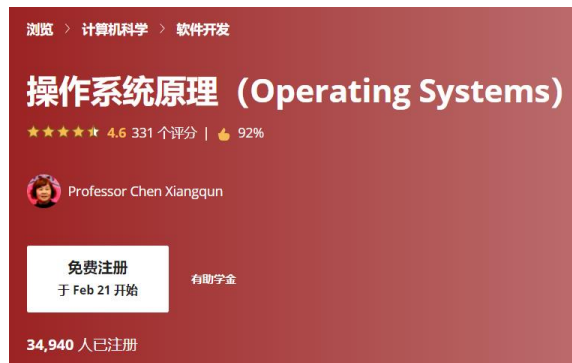 浏览 > 计算机科学 > 软件开发
操作系统原理（Operating Systems）
4.6 331 个评分 | 92%
Professor Chen Xiangqun
免费注册
于 Feb 21 开始
有助学金
34,940 人已注册